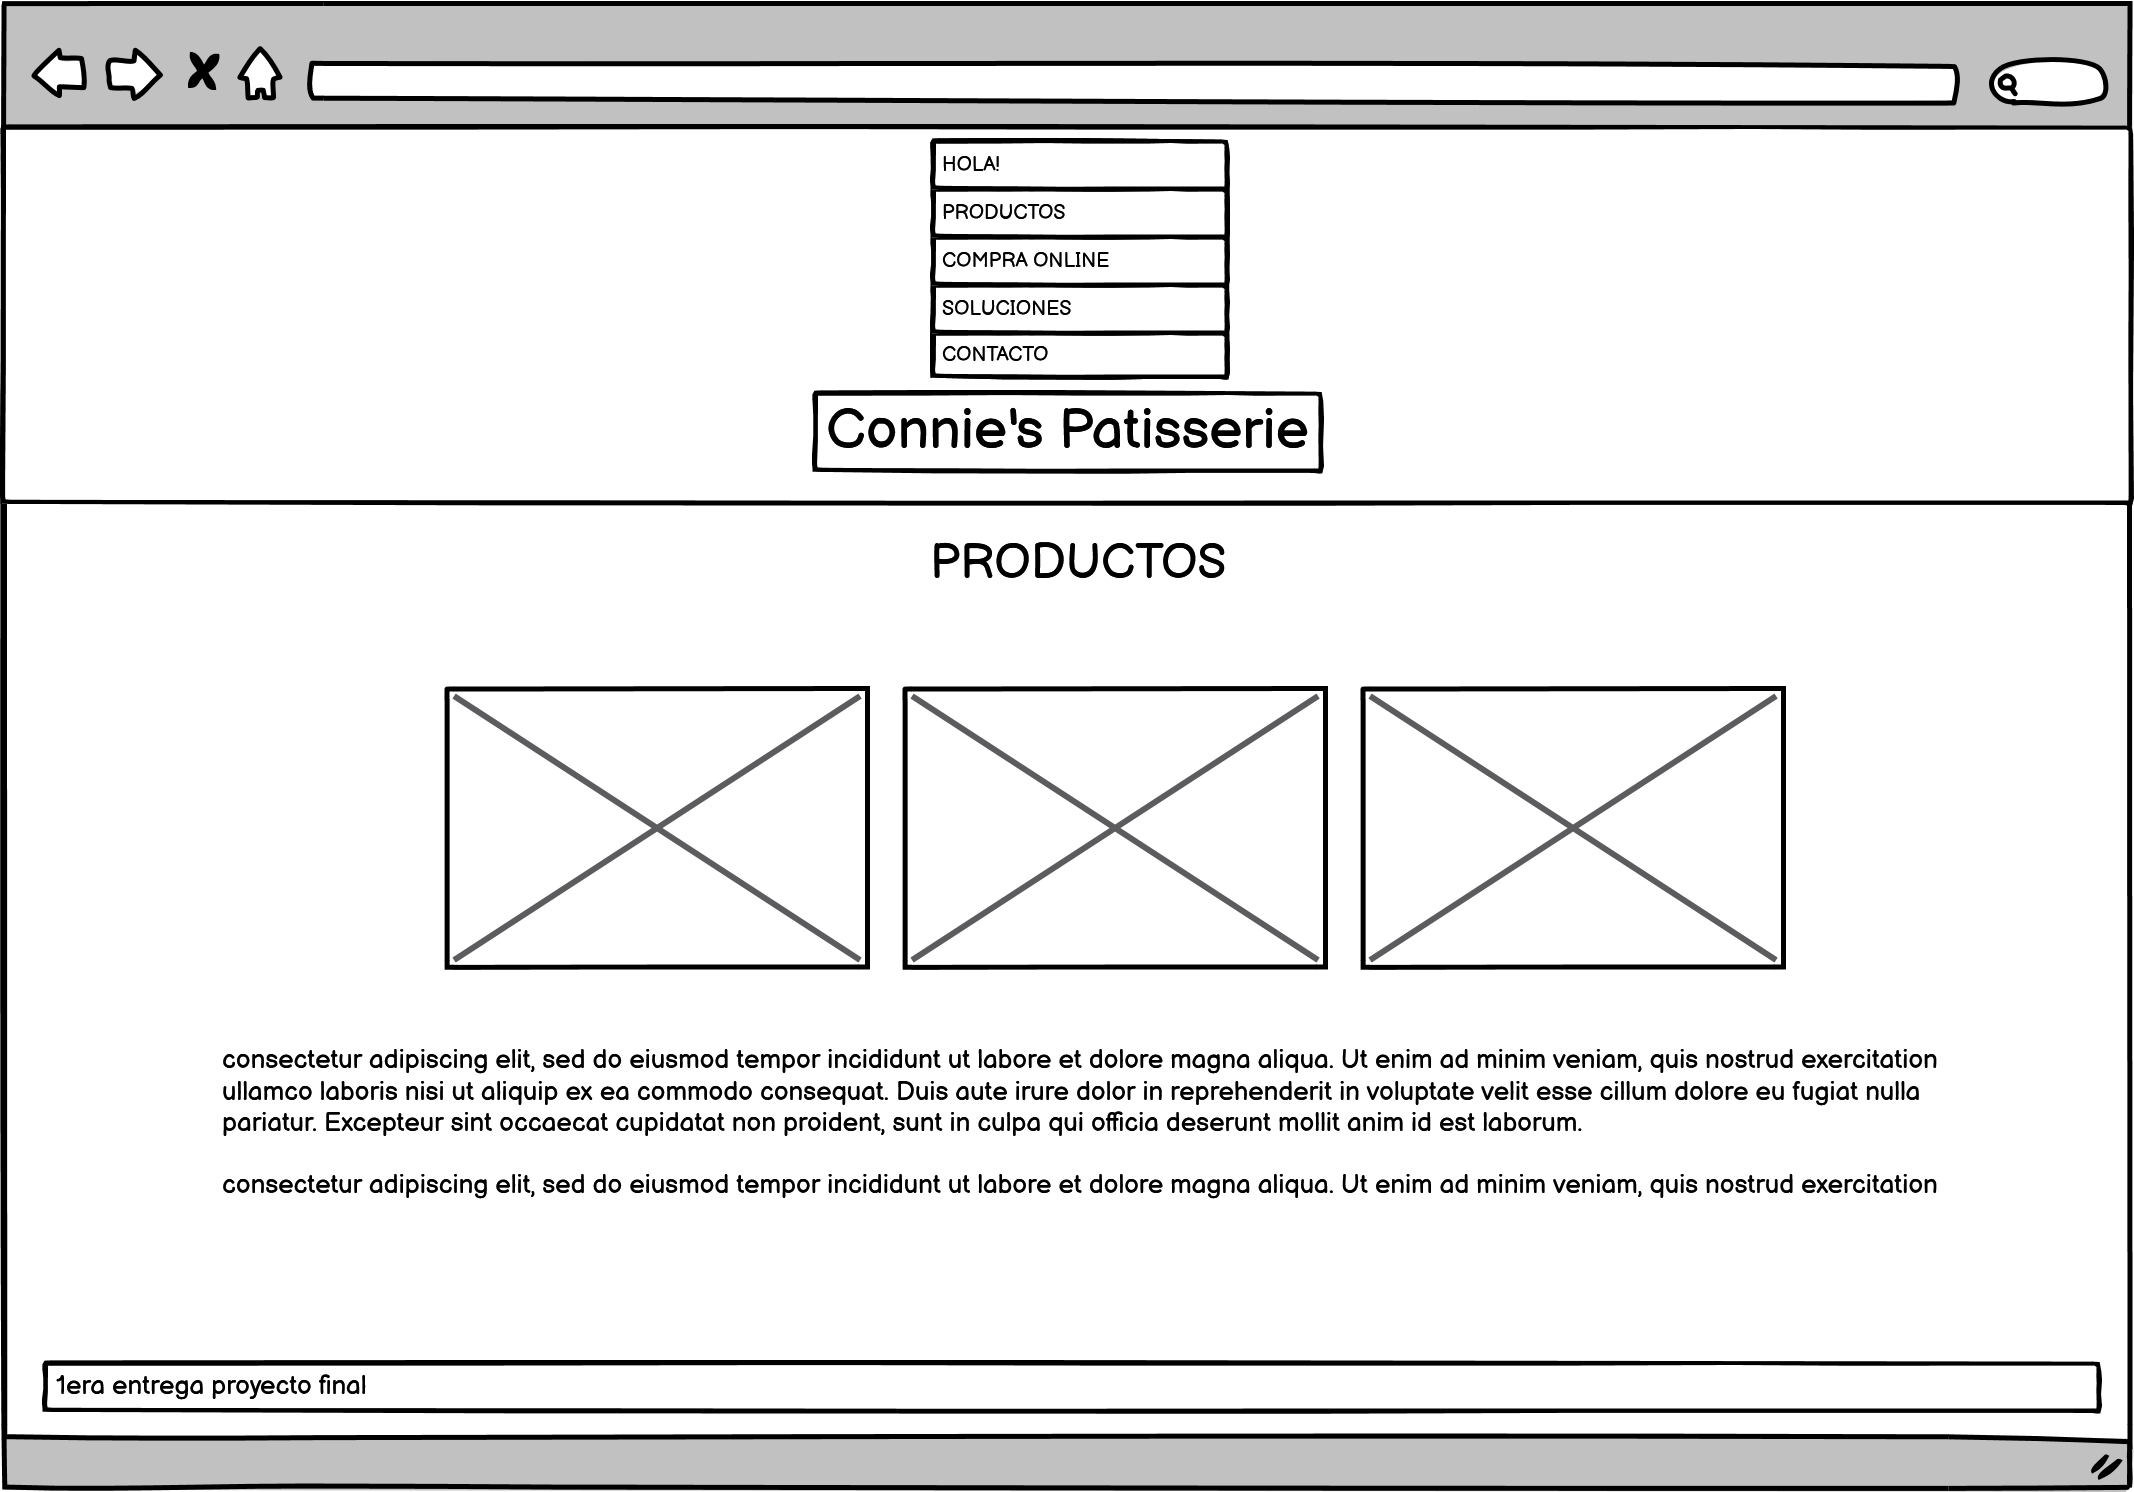 HOLA!
PRODUCTOS
COMPRA ONLINE
SOLUCIONES
CONTACTO
Connie's Patisserie
PRODUCTOS
consectetur adipiscing elit, sed do eiusmod tempor incididunt ut labore et dolore magna aliqua. Ut enim ad minim veniam, quis nostrud exercitation
ullamco laboris nisi ut aliquip ex ea commodo consequat. Duis aute irure dolor in reprehenderit in voluptate velit esse cillum dolore eu fugiat nulla
pariatur. Excepteur sint occaecat cupidatat non proident, sunt in culpa qui officia deserunt mollit anim id est laborum.
consectetur adipiscing elit, sed do eiusmod tempor incididunt ut labore et dolore magna aliqua. Ut enim ad minim veniam, quis nostrud exercitation
1era entrega proyecto final